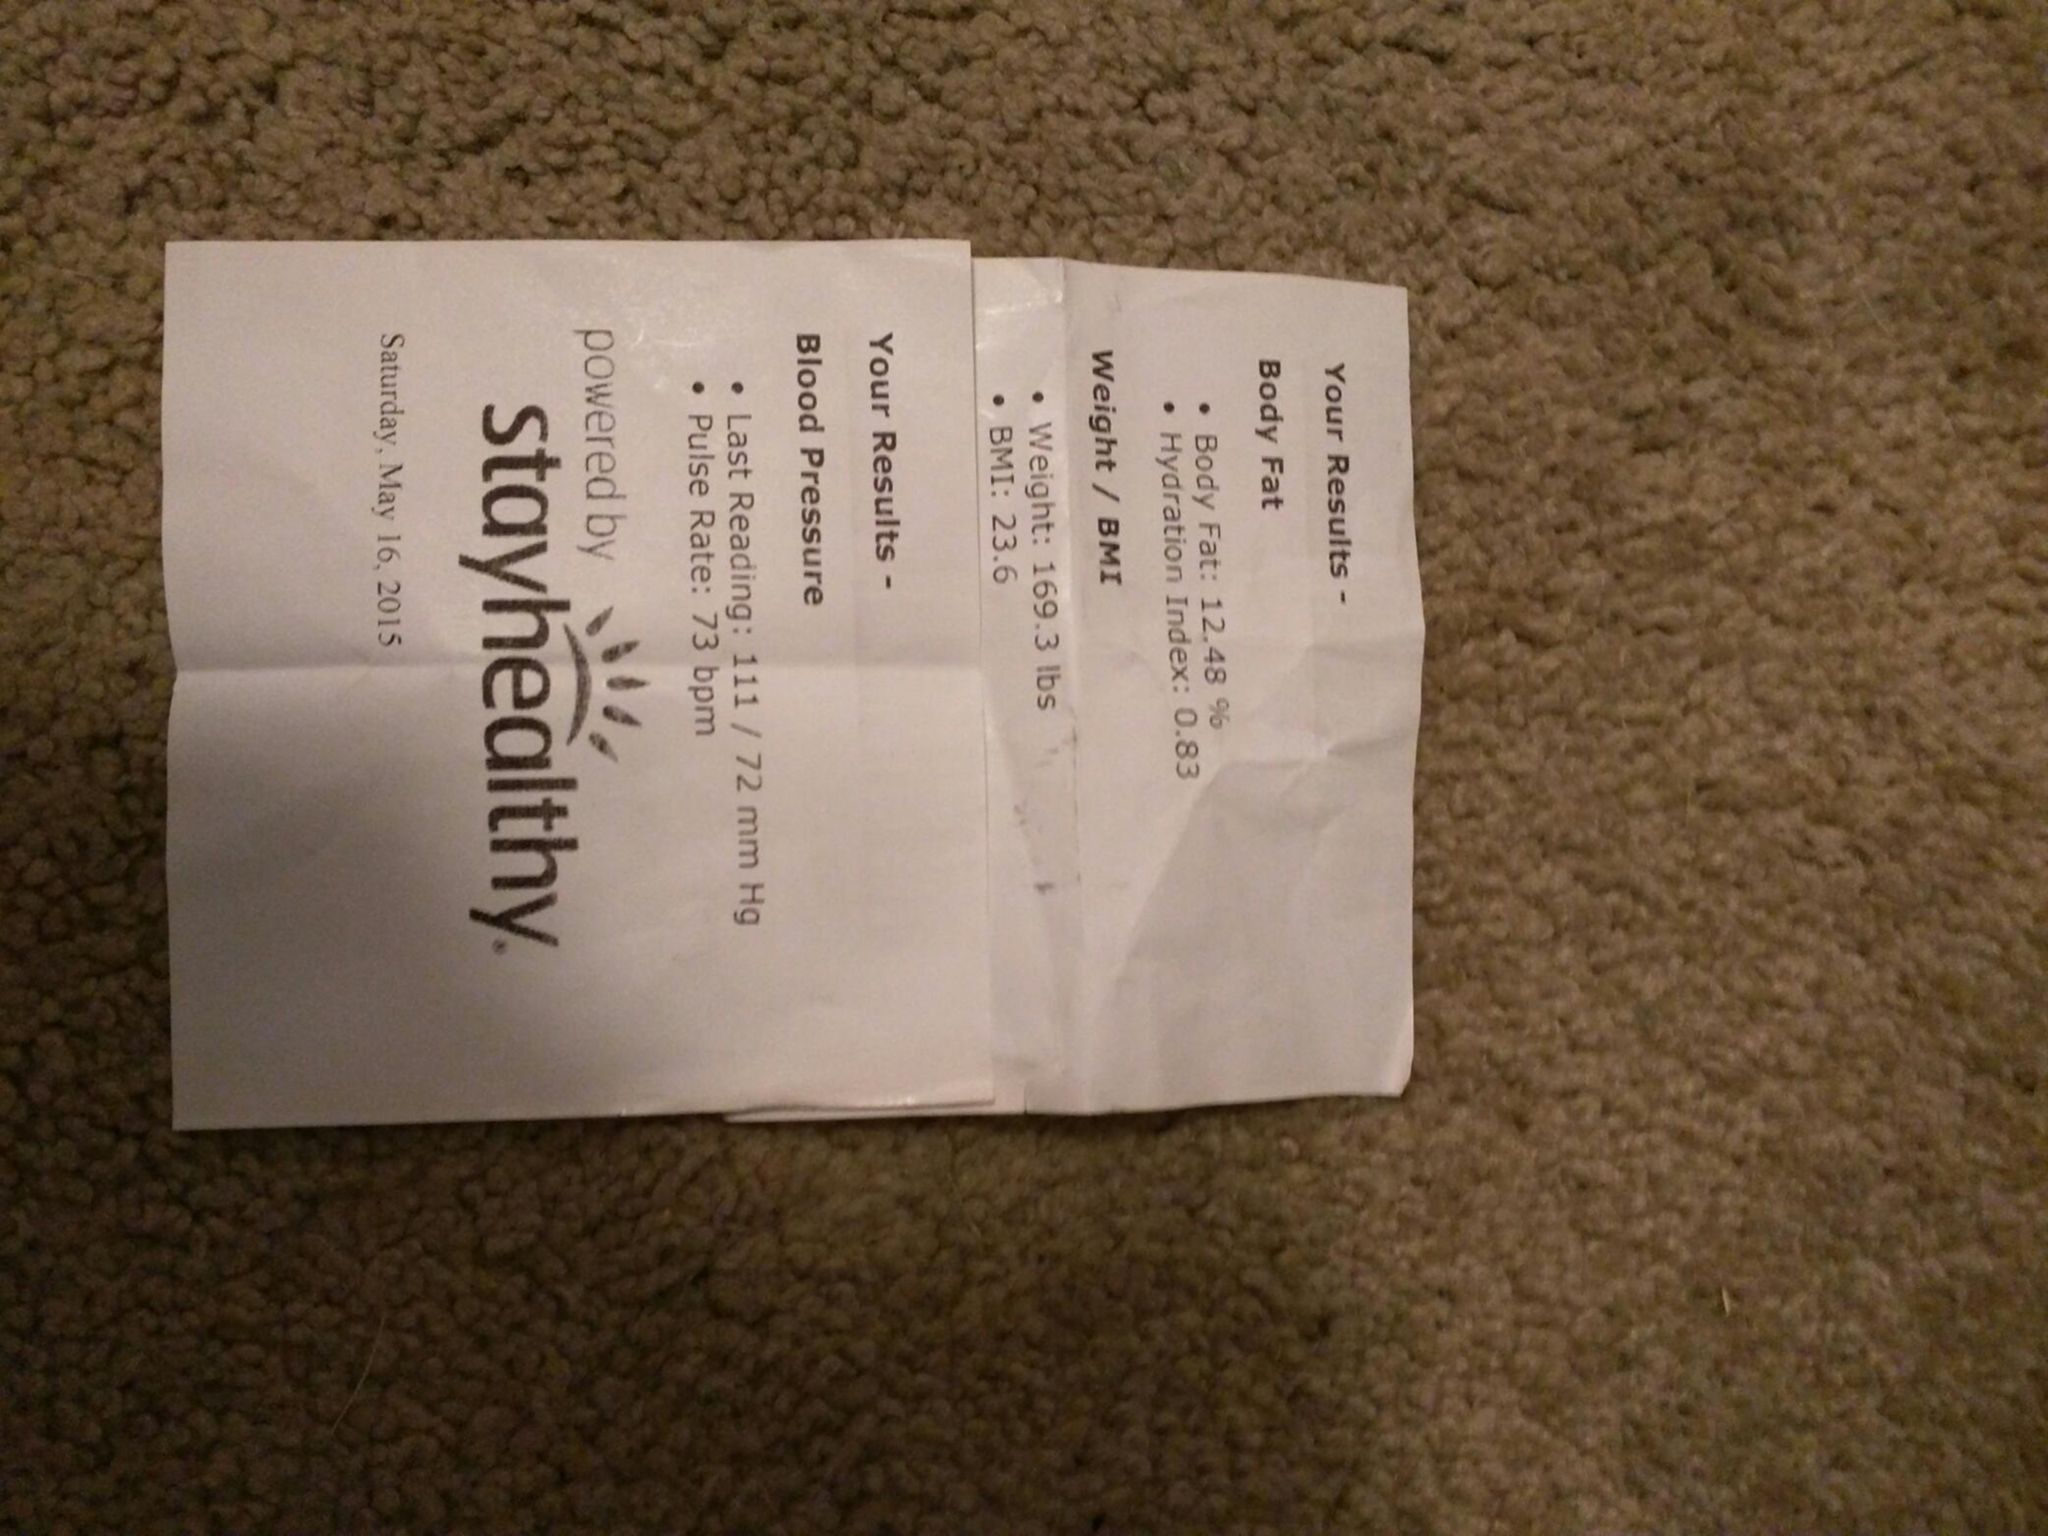 Your Results -
Body Fat
• Body Fat: 12.48 %
• Hydration Index: 0.83
Weight / BMI
• Weight: 169.3 lbs
• BMI: 23.6
Your Results -
Blood Pressure
• Last Reading: 111 / 72 mm Hg
• Pulse Rate: 73 bpm
powered by
stayhealthy®
Saturday, May 16, 2015